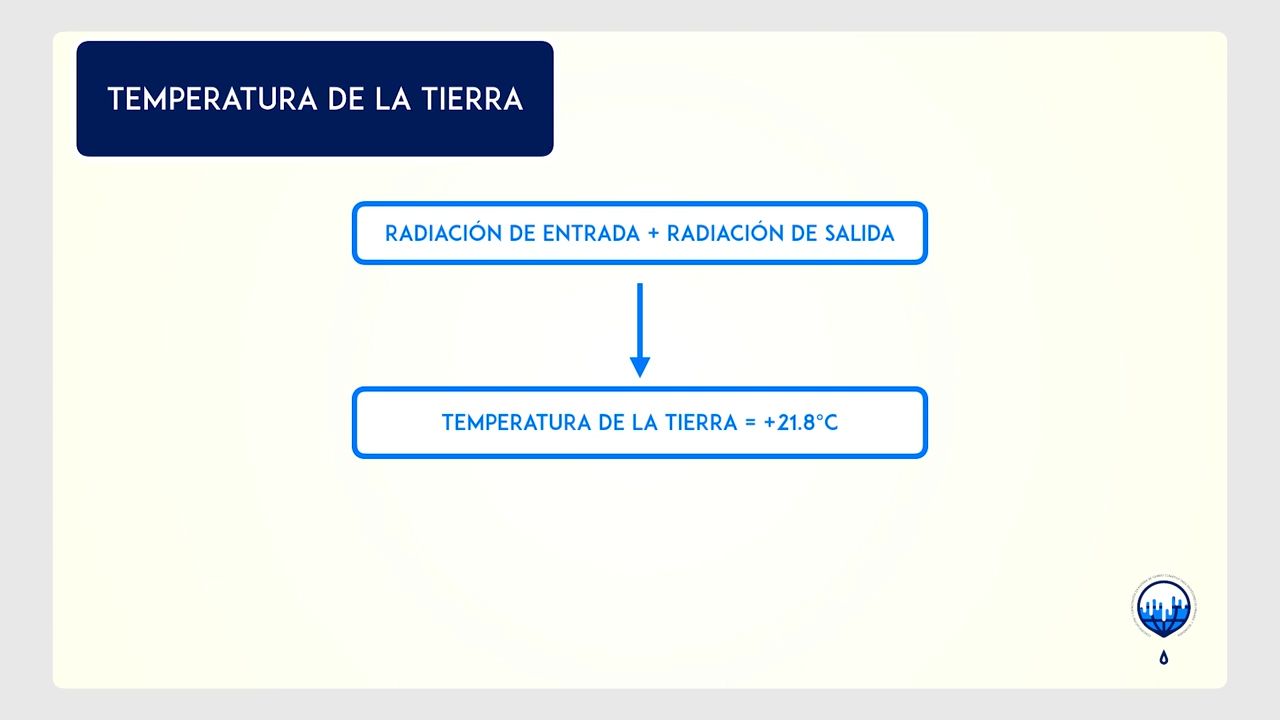 TEMPERATURA DE LA TIERRA
RADIACIÓN DE ENTRADA + RADIACIÓN DE SALIDA
TEMPERATURA DE LA TIERRA = +21.8°C